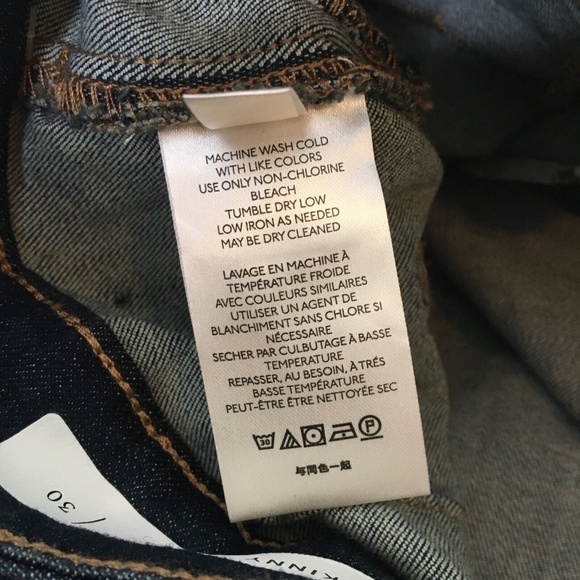 MACHINE WASH COLD
WITH LIKE COLORS
USE ONLY NON-CHLORINE
BLEACH
TUMBLE DRY LOW
LOW IRON AS NEEDED
MAY BE DRY CLEANED
LAVAGE EN MACHINE À
TEMPÉRATURE FROIDE
AVEC COULEURS SIMILAIRES
UTILISER UN AGENT DE
BLANCHIMENT SANS CHLORE SI
NÉCESSAIRE
SECHER PAR CULBUTAGE À BASSE
TEMPERATURE
REPASSER, AU BESOIN, À TRÉS
BASSE TEMPÉRATURE
PEUT-ÊTRE ÊTRE NETTOYÉE SEC
30 P
与同色一起
/ 30
KINNY